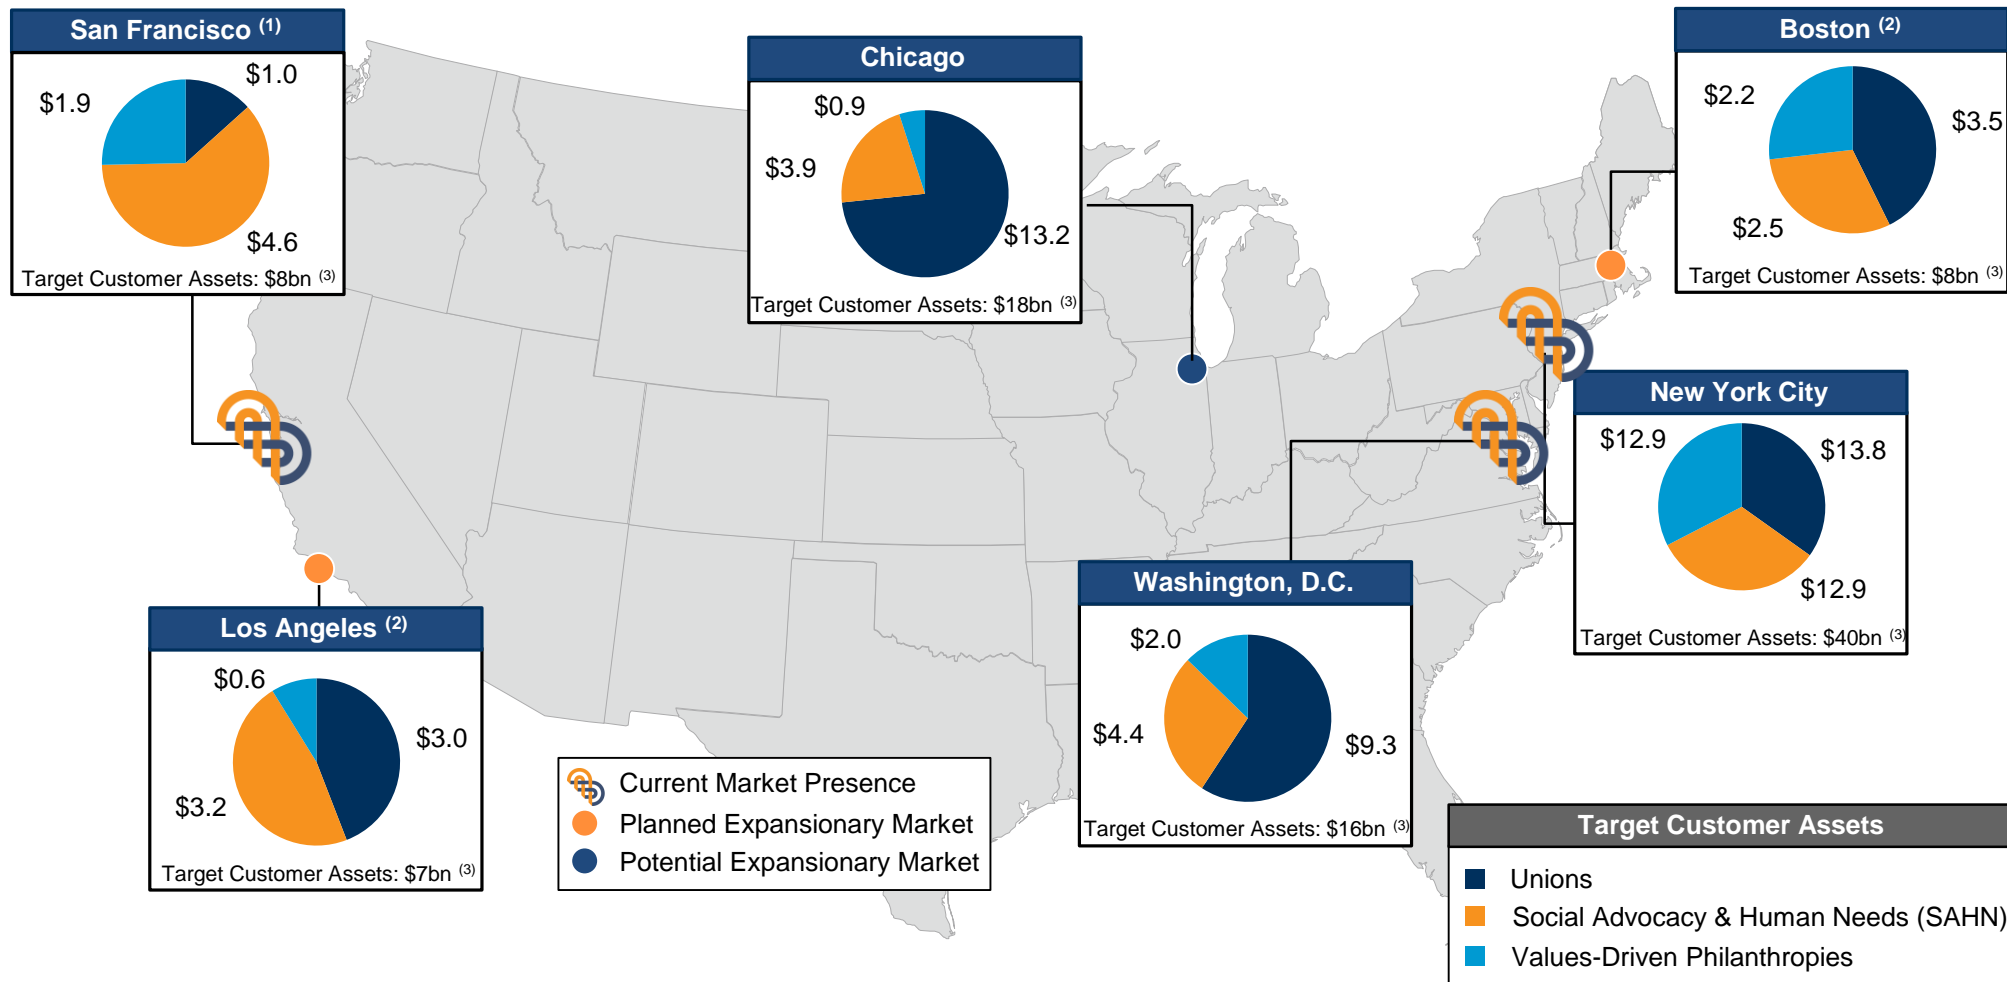 San Francisco (1)
$1.0
$1.9
$4.6
Target Customer Assets: $8bn (3)
Chicago
$0.9
$3.9
$13.2
Target Customer Assets: $18bn (3)
Boston (2)
$2.2
$3.5
$2.5
Target Customer Assets: $8bn (3)
New York City
$12.9
$13.8
$12.9
Target Customer Assets: $40bn (3)
Washington, D.C.
$2.0
$4.4
$9.3
Target Customer Assets: $16bn (3)
Los Angeles (2)
$0.6
$3.0
$3.2
Target Customer Assets: $7bn (3)
Current Market Presence
Planned Expansionary Market
Potential Expansionary Market
Target Customer Assets
Unions
Social Advocacy & Human Needs (SAHN)
Values-Driven Philanthropies